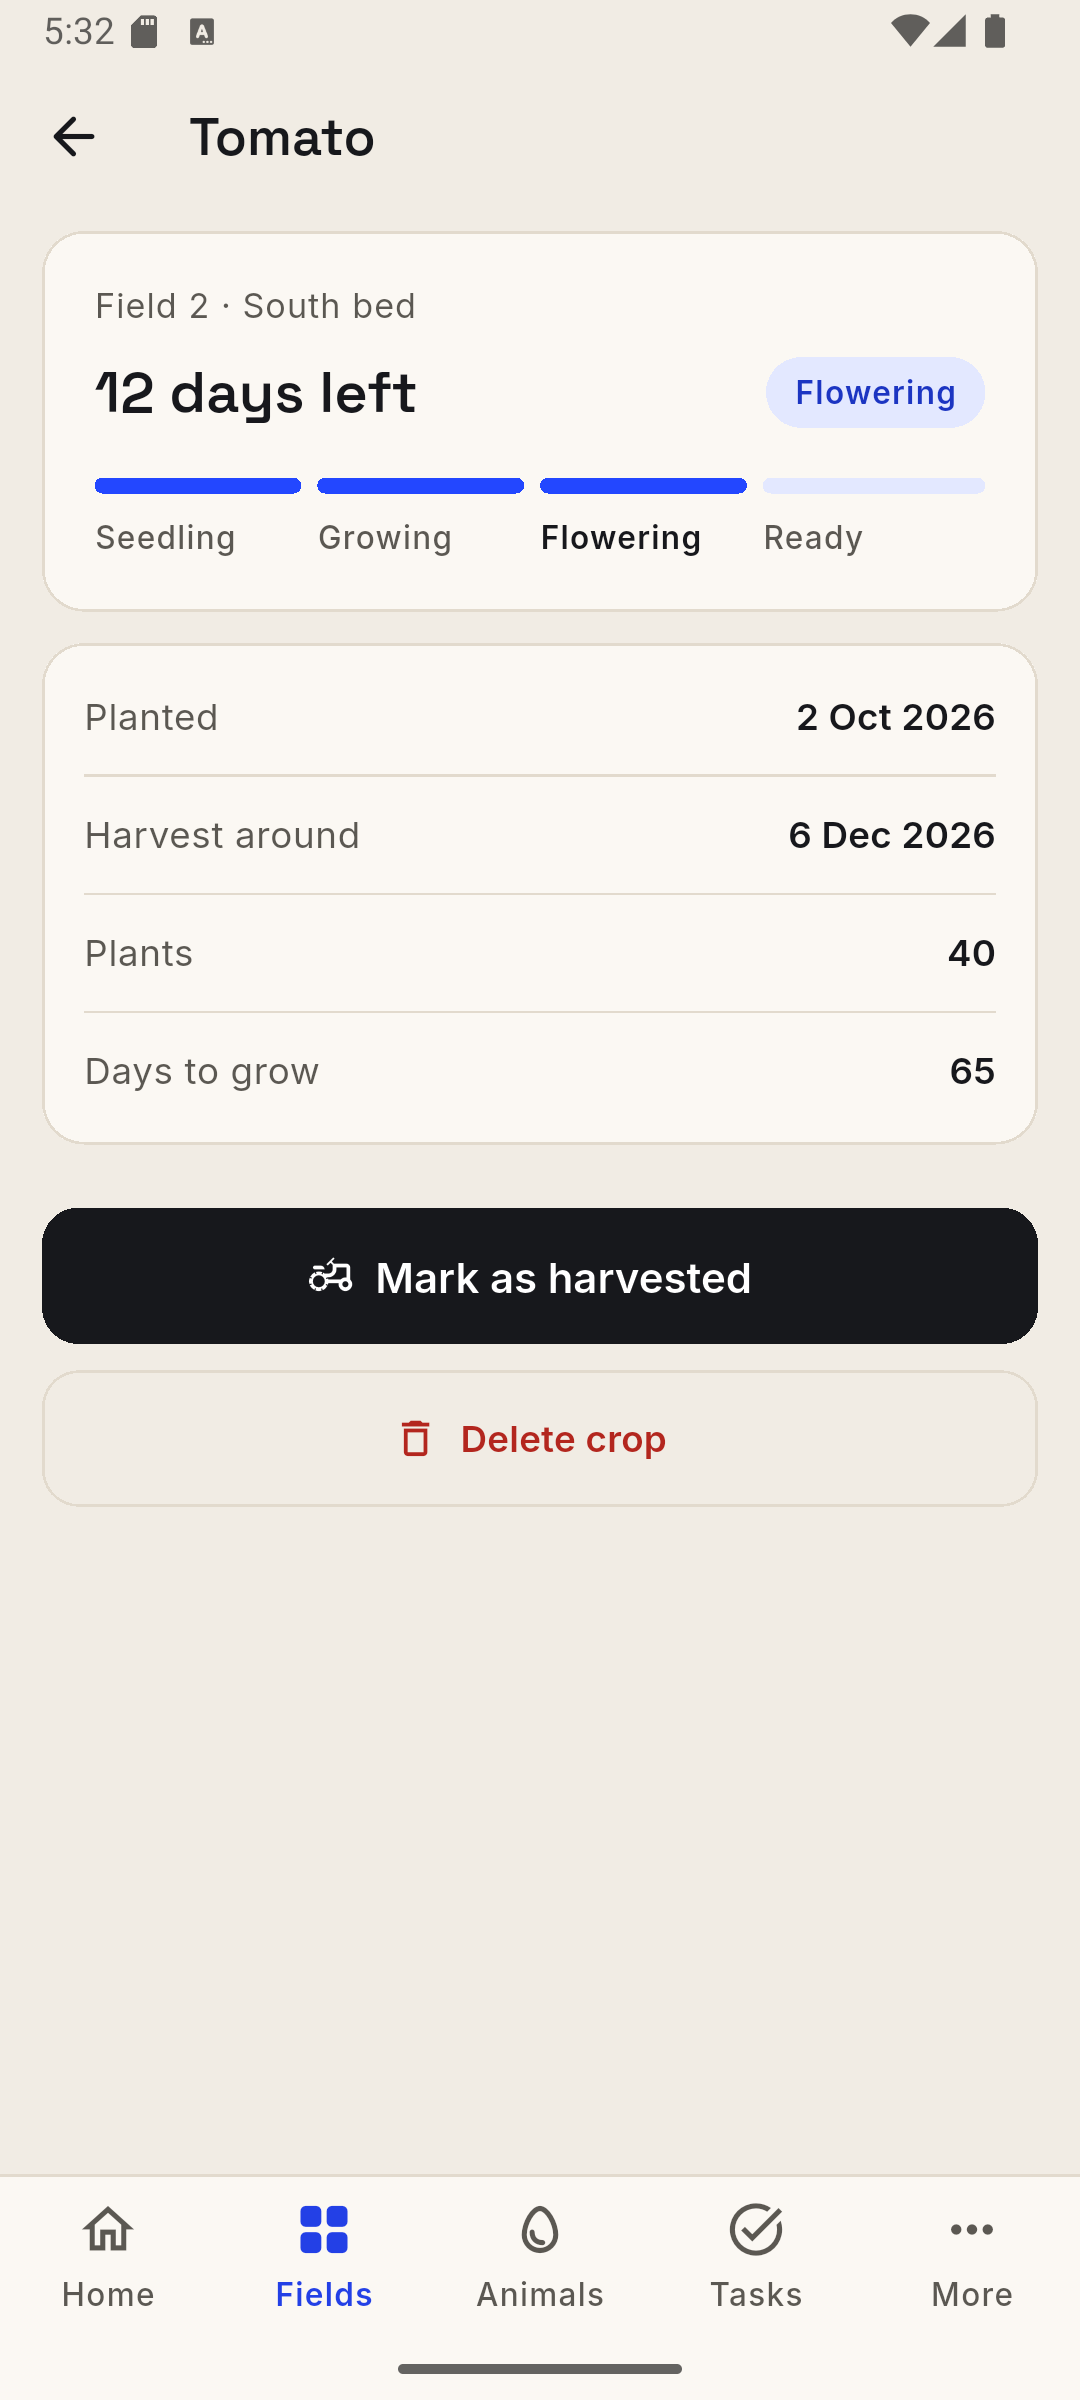 5:32
Tomato
Field 2 · South bed
12 days left
Flowering
Seedling
Growing
Flowering
Ready
Planted
2 Oct 2026
Harvest around
6 Dec 2026
Plants
40
Days to grow
65
Mark as harvested
Delete crop
Home
Fields
Animals
Tasks
More